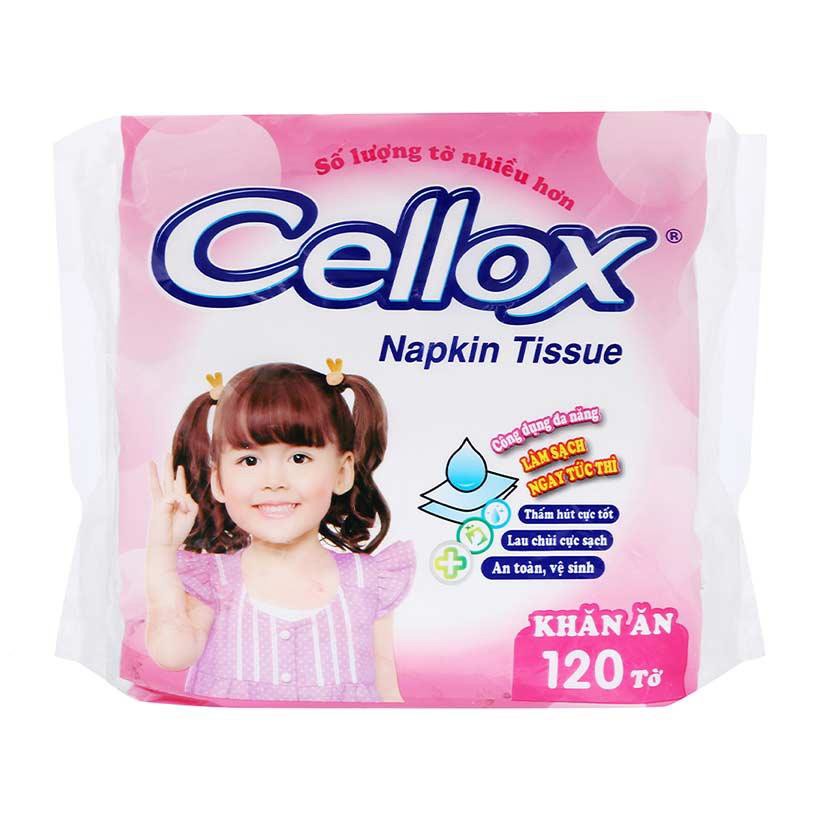 Số lượng tờ nhiều hơn
Cellox®
Napkin Tissue
Công dụng đa năng
LÀM SẠCH
NGAY TỨC THÌ
Thấm hút cực tốt
Lau chùi cực sạch
An toàn, vệ sinh
KHĂN ĂN
120 TỜ